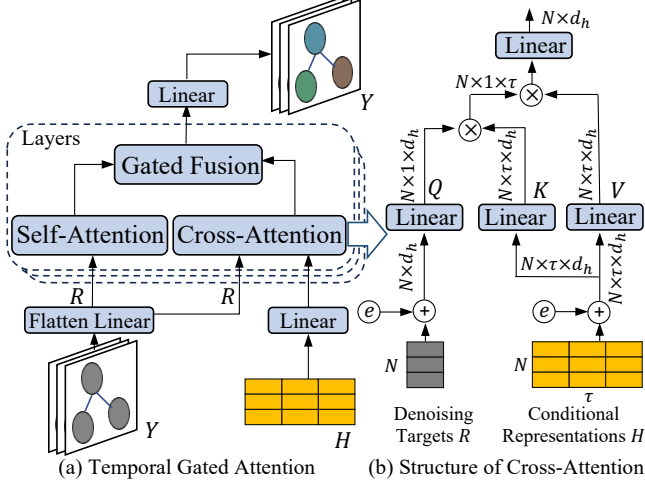 Y
Linear
Layers
Gated Fusion
Self-Attention
Cross-Attention
R
R
Flatten Linear
Linear
Y
H
(a) Temporal Gated Attention
N×d_h
Linear
N×1×τ
×
×
N×1×d_h
Q
N×τ×d_h
K
N×τ×d_h
V
Linear
Linear
Linear
N×d_h
N×τ×d_h
N×τ×d_h
e
+
e
+
N
N
τ
Denoising
Targets R
Conditional
Representations H
(b) Structure of Cross-Attention